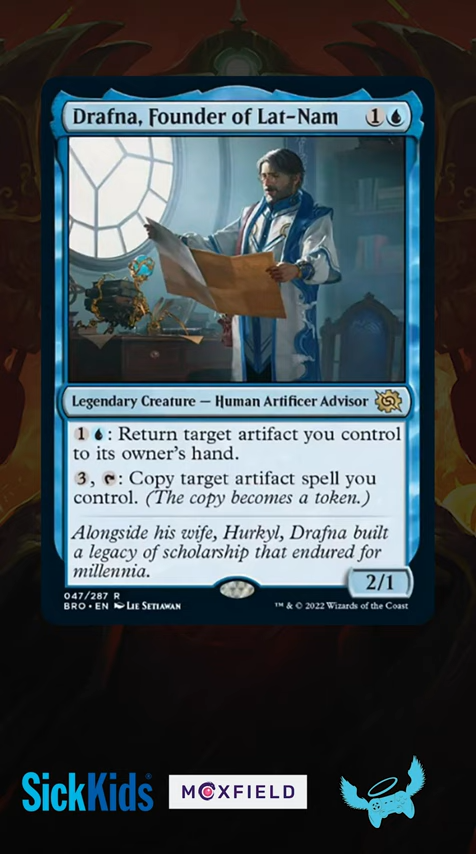 Drafna, Founder of Lat-Nam 1
Legendary Creature — Human Artificer Advisor
1 : Return target artifact you control
to its owner's hand.
3, : Copy target artifact spell you
control. (The copy becomes a token.)
Alongside his wife, Hurkyl, Drafna built
a legacy of scholarship that endured for
millennia.
2/1
047/287 R
BRO • EN Lie Setiawan ™ & © 2022 Wizards of the Coast
SickKids® MOXFIELD